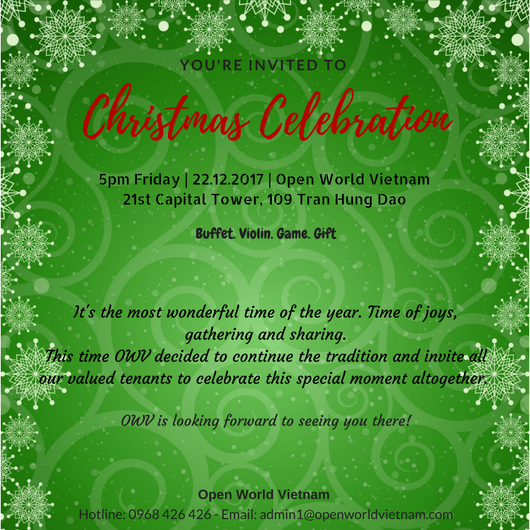 YOU'RE INVITED TO
Christmas Celebration
5pm Friday | 22.12.2017 | Open World Vietnam
21st Capital Tower, 109 Tran Hung Dao
Buffet. Violin. Game. Gift
It's the most wonderful time of the year. Time of joys,
gathering and sharing.
This time OWV decided to continue the tradition and invite all
our valued tenants to celebrate this special moment altogether.
OWV is looking forward to seeing you there!
Open World Vietnam
Hotline: 0968 426 426 - Email: admin1@openworldvietnam.com